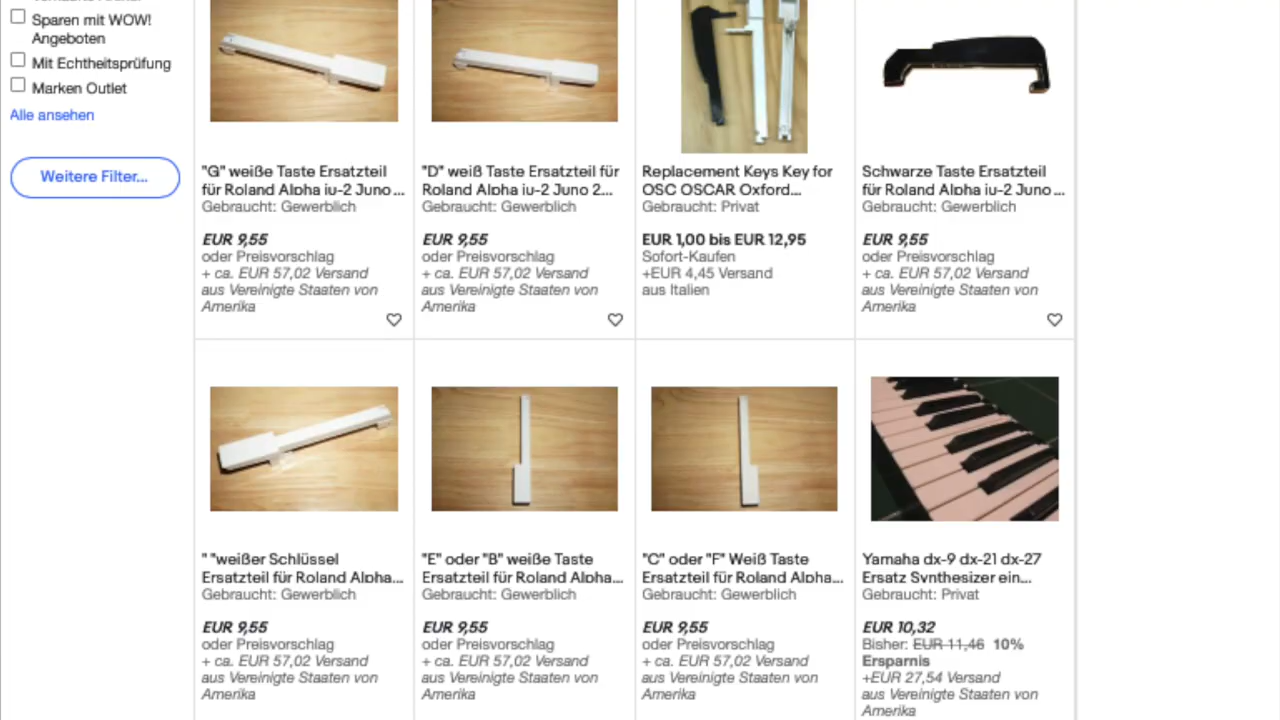 Sparen mit WOW!
Angeboten
Mit Echtheitsprüfung
Marken Outlet
Alle ansehen
Weitere Filter...
"G" weiße Taste Ersatzteil
für Roland Alpha iu-2 Juno ...
Gebraucht: Gewerblich
EUR 9,55
oder Preisvorschlag
+ ca. EUR 57,02 Versand
aus Vereinigte Staaten von
Amerika
"D" weiß Taste Ersatzteil für
Roland Alpha iu-2 Juno 2...
Gebraucht: Gewerblich
EUR 9,55
oder Preisvorschlag
+ ca. EUR 57,02 Versand
aus Vereinigte Staaten von
Amerika
Replacement Keys Key for
OSC OSCAR Oxford...
Gebraucht: Privat
EUR 1,00 bis EUR 12,95
Sofort-Kaufen
+EUR 4,45 Versand
aus Italien
Schwarze Taste Ersatzteil
für Roland Alpha iu-2 Juno ...
Gebraucht: Gewerblich
EUR 9,55
oder Preisvorschlag
+ ca. EUR 57,02 Versand
aus Vereinigte Staaten von
Amerika
" "weißer Schlüssel
Ersatzteil für Roland Alpha...
Gebraucht: Gewerblich
EUR 9,55
oder Preisvorschlag
+ ca. EUR 57,02 Versand
aus Vereinigte Staaten von
Amerika
"E" oder "B" weiße Taste
Ersatzteil für Roland Alpha...
Gebraucht: Gewerblich
EUR 9,55
oder Preisvorschlag
+ ca. EUR 57,02 Versand
aus Vereinigte Staaten von
Amerika
"C" oder "F" Weiß Taste
Ersatzteil für Roland Alpha...
Gebraucht: Gewerblich
EUR 9,55
oder Preisvorschlag
+ ca. EUR 57,02 Versand
aus Vereinigte Staaten von
Amerika
Yamaha dx-9 dx-21 dx-27
Ersatz Synthesizer ein...
Gebraucht: Privat
EUR 10,32
Bisher: EUR 11,46 10%
Ersparnis
+EUR 27,54 Versand
aus Vereinigte Staaten von
Amerika